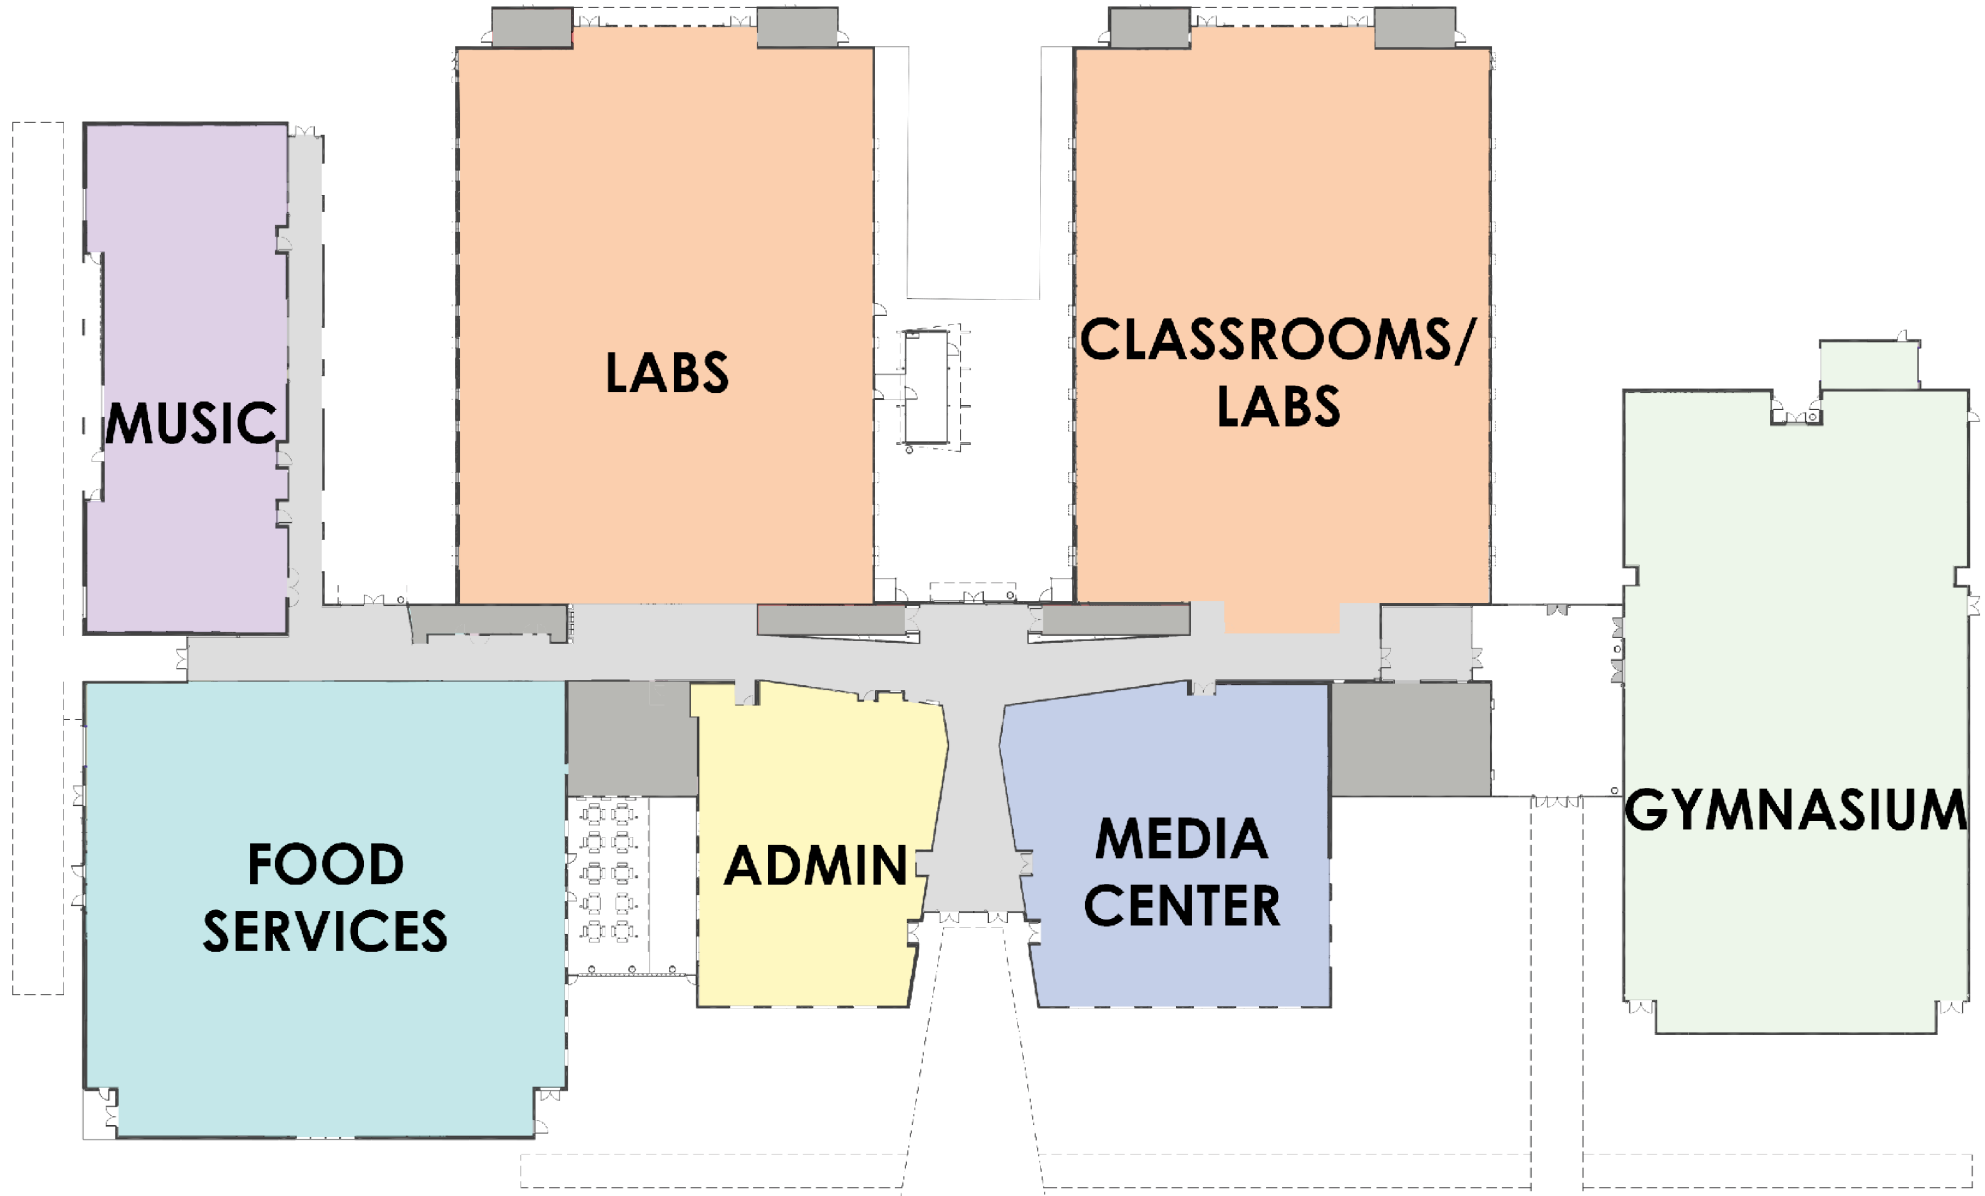 LABS
CLASSROOMS/
LABS
MUSIC
GYMNASIUM
FOOD
SERVICES
ADMIN
MEDIA
CENTER